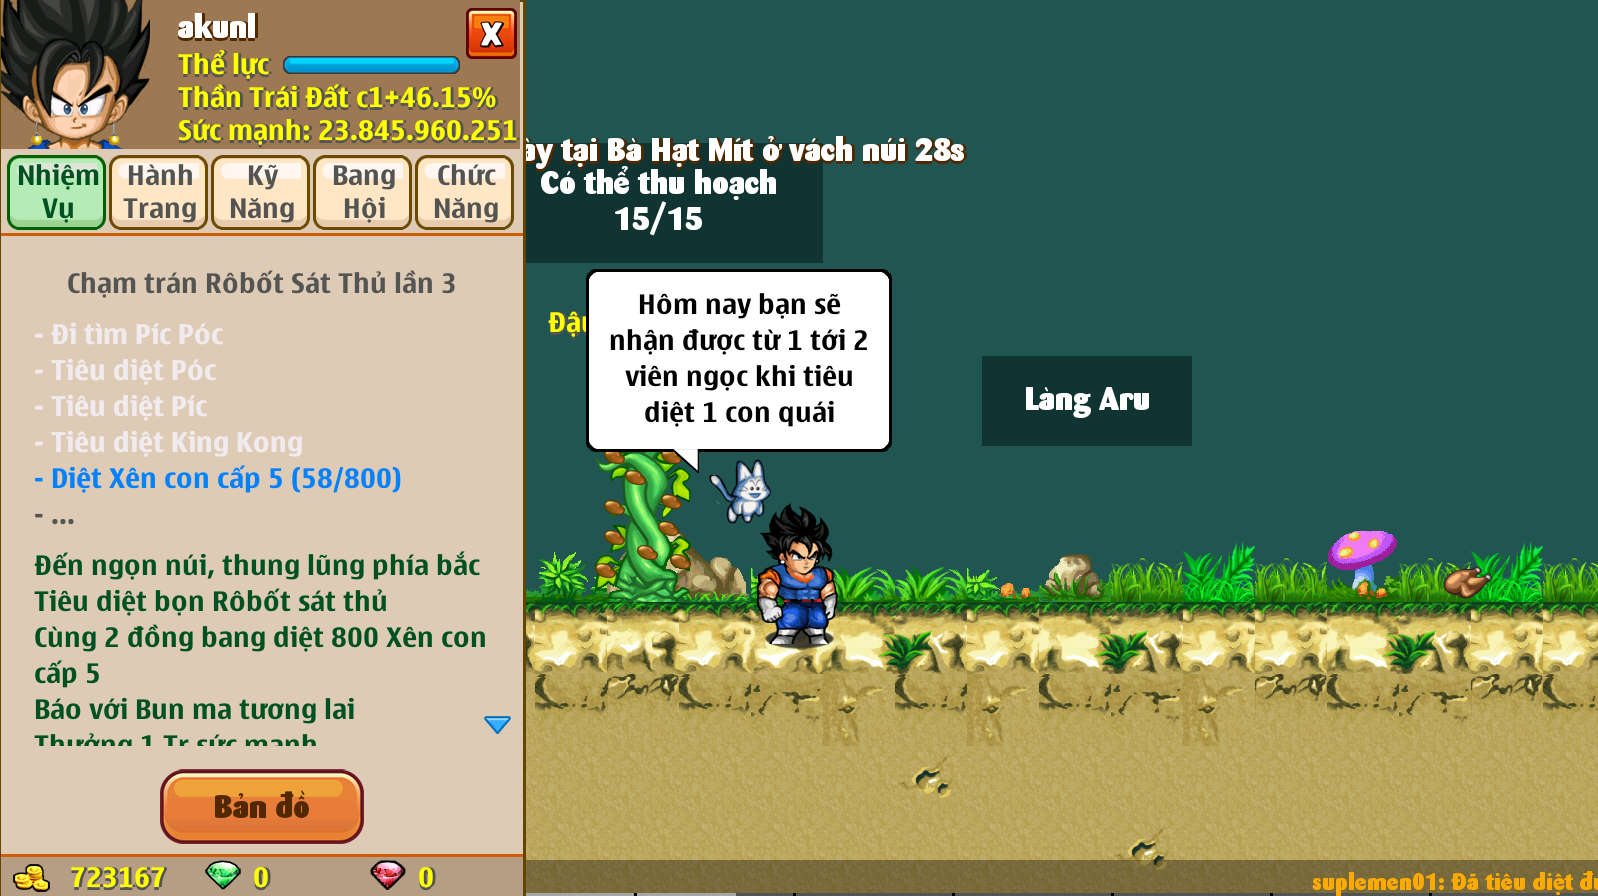 akunl
X
Thể lực
Thần Trái Đất c1+46.15%
Sức mạnh: 23.845.960.251
Nhiệm Vụ
Hành Trang
Kỹ Năng
Bang Hội
Chức Năng
Chạm trán Rôbốt Sát Thủ lần 3
- Đi tìm Píc Póc
- Tiêu diệt Póc
- Tiêu diệt Píc
- Tiêu diệt King Kong
- Diệt Xên con cấp 5 (58/800)
- ...
Đến ngọn núi, thung lũng phía bắc
Tiêu diệt bọn Rôbốt sát thủ
Cùng 2 đồng bang diệt 800 Xên con
cấp 5
Báo với Bun ma tương lai
Thưởng 1 Tr sức mạnh
Bản đồ
723167
0
0
tại Bà Hạt Mít ở vách núi 28s
Có thể thu hoạch
15/15
Hôm nay bạn sẽ
nhận được từ 1 tới 2
viên ngọc khi tiêu
diệt 1 con quái
Làng Aru
suplemen01: Đã tiêu diệt